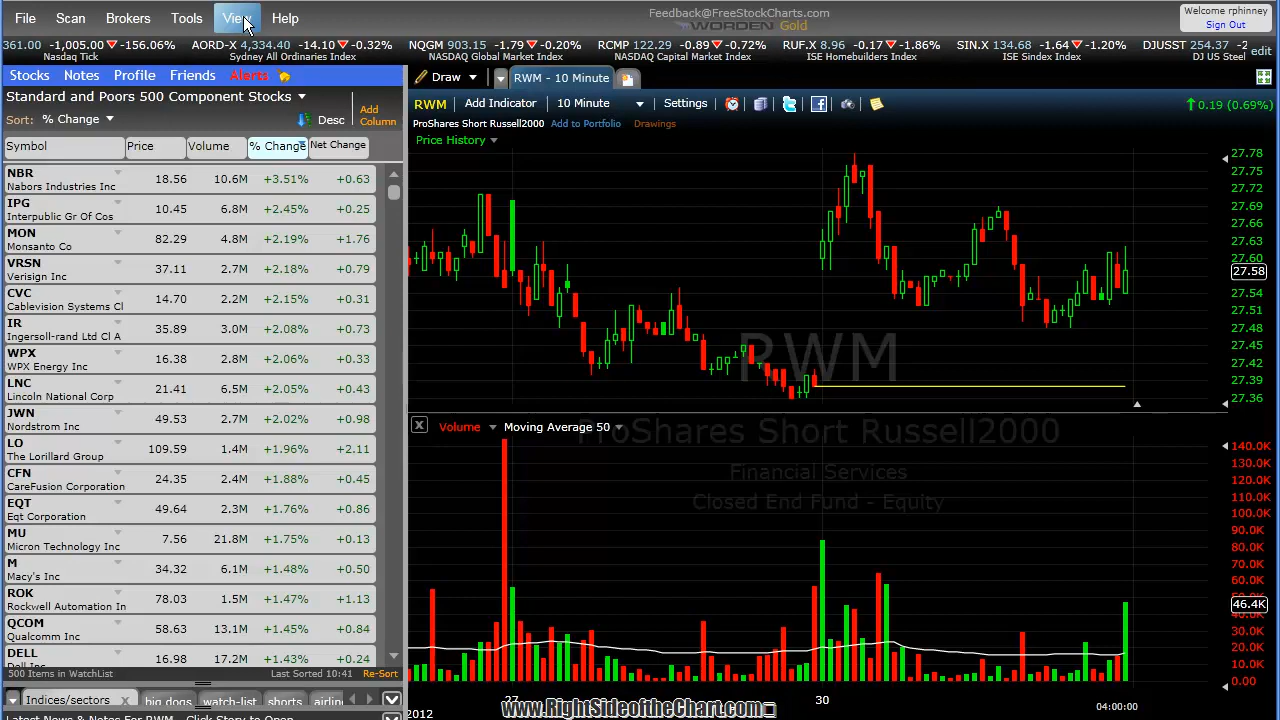 File Scan Brokers Tools View Help
Feedback@FreeStockCharts.com
WORDEN Gold
Welcome rphinney
Sign Out
361.00 -1,005.00 -156.06% AORD-X 4,334.40 -14.10 -0.32% NQGM 903.15 -1.79 -0.20% RCMP 122.29 -0.89 -0.72% RUF.X 8.96 -0.17 -1.86% SIN.X 134.68 -1.64 -1.20% DJUSST 254.37 -2 edit
Nasdaq Tick Sydney All Ordinaries Index NASDAQ Global Market Index NASDAQ Capital Market Index ISE Homebuilders Index ISE Sindex Index DJ US Steel
Stocks Notes Profile Friends Alerts
Draw RWM - 10 Minute
Standard and Poors 500 Component Stocks
Sort: % Change Desc Add Column
RWM Add Indicator 10 Minute Settings 0.19 (0.69%)
ProShares Short Russell2000 Add to Portfolio Drawings
Price History
Symbol Price Volume % Change Net Change
NBR 18.56 10.6M +3.51% +0.63
Nabors Industries Inc
IPG 10.45 6.8M +2.45% +0.25
Interpublic Gr Of Cos
MON 82.29 4.8M +2.19% +1.76
Monsanto Co
VRSN 37.11 2.7M +2.18% +0.79
Verisign Inc
CVC 14.70 2.2M +2.15% +0.31
Cablevision Systems Cl
IR 35.89 3.0M +2.08% +0.73
Ingersoll-rand Ltd Cl A
WPX 16.38 2.8M +2.06% +0.33
WPX Energy Inc
LNC 21.41 6.5M +2.05% +0.43
Lincoln National Corp
JWN 49.53 2.7M +2.02% +0.98
Nordstrom Inc
LO 109.59 1.4M +1.96% +2.11
The Lorillard Group
CFN 24.35 2.4M +1.88% +0.45
CareFusion Corporation
EQT 49.64 2.3M +1.76% +0.86
Eqt Corporation
MU 7.56 21.8M +1.75% +0.13
Micron Technology Inc
M 34.32 6.1M +1.48% +0.50
Macy's Inc
ROK 78.03 1.5M +1.47% +1.13
Rockwell Automation In
QCOM 58.63 13.1M +1.45% +0.84
Qualcomm Inc
DELL 16.98 17.2M +1.43% +0.24
Dell Inc
500 Items in WatchList Last Sorted 10:41 Re-Sort
Indices/sectors x big dogs watch-list shorts airlin
Latest News & Notes For RWM - Click Story to Open
27.78
27.75
27.72
27.69
27.66
27.63
27.60
27.58
27.54
27.51
27.48
27.45
27.42
27.39
27.36
RWM
ProShares Short Russell2000
Financial Services
Closed End Fund - Equity
X Volume Moving Average 50
140.0K
130.0K
120.0K
110.0K
100.0K
90.0K
80.0K
70.0K
60.0K
46.4K
30.0K
20.0K
10.0K
0.00
27 30
2012 04:00:00
www.RightSideoftheChart.com